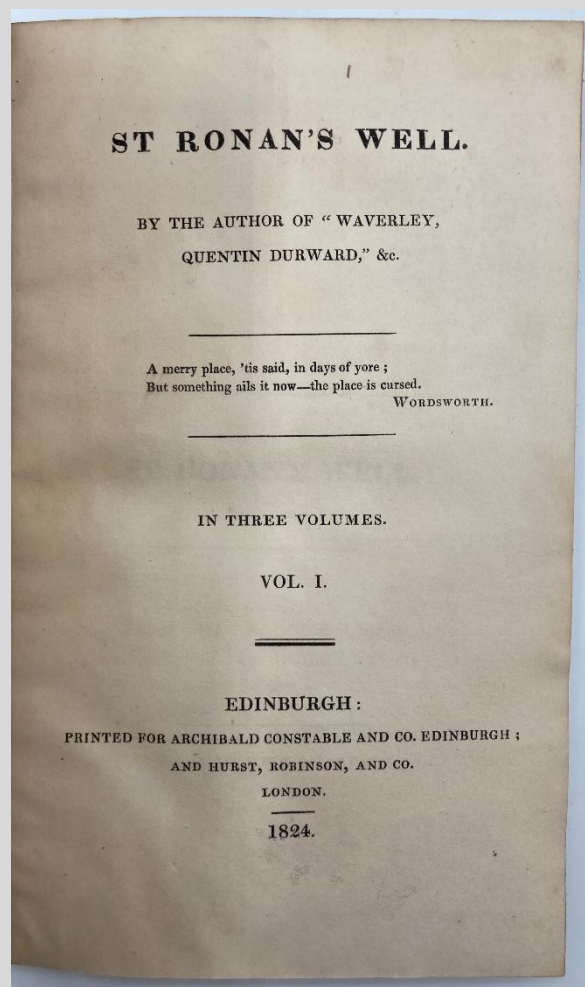 ST RONAN'S WELL.
BY THE AUTHOR OF “ WAVERLEY,
QUENTIN DURWARD,” &c.
A merry place, 'tis said, in days of yore ;
But something ails it now—the place is cursed.
WORDSWORTH.
IN THREE VOLUMES.
VOL. I.
EDINBURGH :
PRINTED FOR ARCHIBALD CONSTABLE AND CO. EDINBURGH ;
AND HURST, ROBINSON, AND CO.
LONDON.
1824.